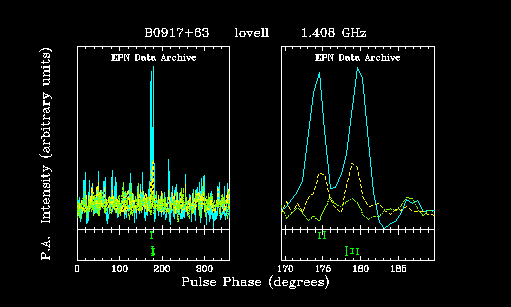 B0917+63 lovell 1.408 GHz
EPN Data Archive EPN Data Archive
P.A. Intensity (arbitrary units)
0 100 200 300 170 175 180 185
Pulse Phase (degrees)